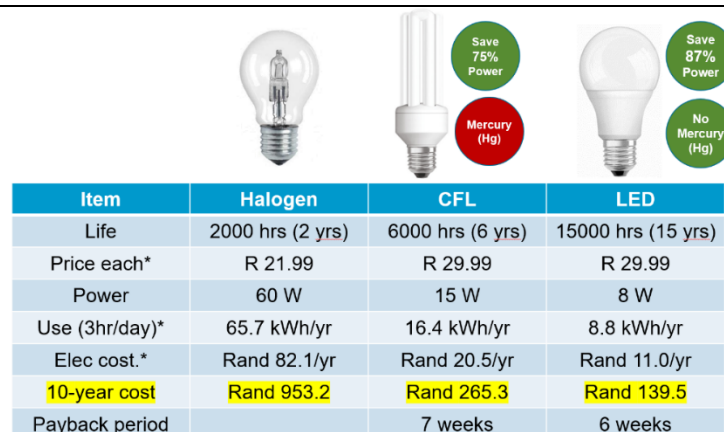 Save
75%
Power
Mercury
(Hg)
Save
87%
Power
No
Mercury
(Hg)
Item Halogen CFL LED
Life 2000 hrs (2 yrs) 6000 hrs (6 yrs) 15000 hrs (15 yrs)
Price each* R 21.99 R 29.99 R 29.99
Power 60 W 15 W 8 W
Use (3hr/day)* 65.7 kWh/yr 16.4 kWh/yr 8.8 kWh/yr
Elec cost.* Rand 82.1/yr Rand 20.5/yr Rand 11.0/yr
10-year cost Rand 953.2 Rand 265.3 Rand 139.5
Payback period 7 weeks 6 weeks